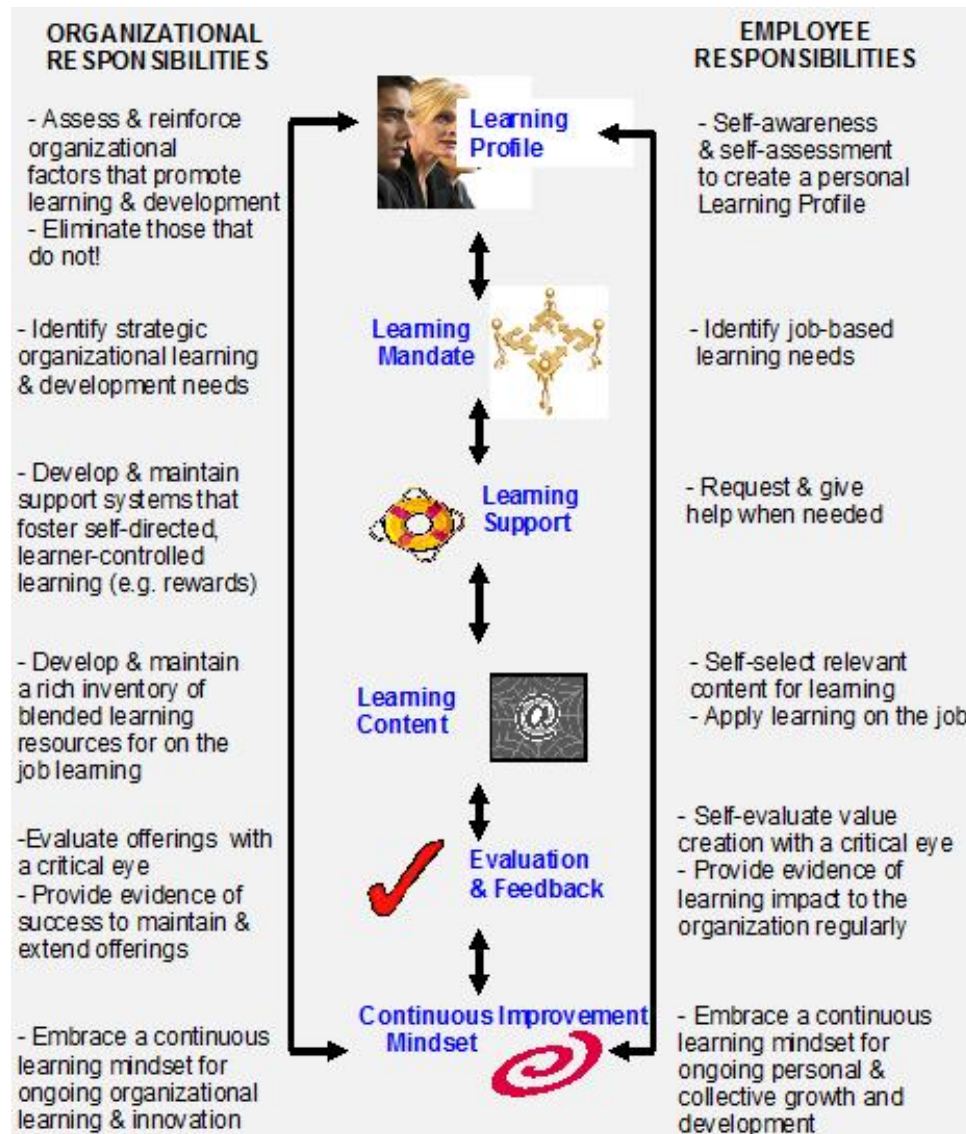 ORGANIZATIONAL
RESPONSIBILITIES
EMPLOYEE
RESPONSIBILITIES
- Assess & reinforce
organizational
factors that promote
learning & development
- Eliminate those that
do not!
Learning
Profile
- Self-awareness
& self-assessment
to create a personal
Learning Profile
- Identify strategic
organizational learning
& development needs
Learning
Mandate
- Identify job-based
learning needs
- Develop & maintain
support systems that
foster self-directed,
learner-controlled
learning (e.g. rewards)
Learning
Support
- Request & give
help when needed
- Develop & maintain
a rich inventory of
blended learning
resources for on the
job learning
Learning
Content
@
- Self-select relevant
content for learning
- Apply learning on the job
-Evaluate offerings with
a critical eye
- Provide evidence of
success to maintain &
extend offerings
Evaluation
& Feedback
- Self-evaluate value
creation with a critical eye
- Provide evidence of
learning impact to the
organization regularly
- Embrace a continuous
learning mindset for
ongoing organizational
learning & innovation
Continuous Improvement
Mindset
- Embrace a continuous
learning mindset for
ongoing personal &
collective growth and
development